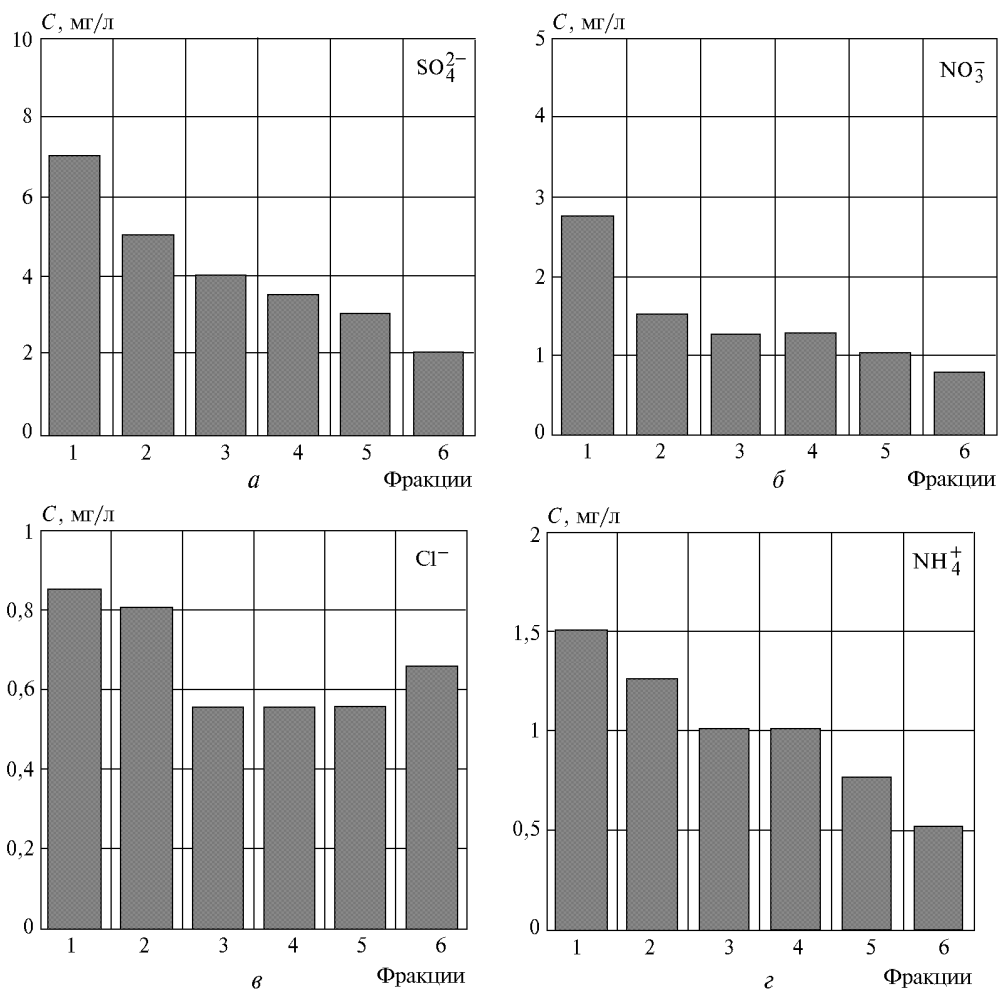 C, мг/л
10
8
6
4
2
0
SO₄²⁻
1 2 3 4 5 6
а Фракции
C, мг/л
5
4
3
2
1
0
NO₃⁻
1 2 3 4 5 6
б Фракции
C, мг/л
1
0,8
0,6
0,4
0,2
0
Cl⁻
1 2 3 4 5 6
в Фракции
C, мг/л
2
1,5
1
0,5
0
NH₄⁺
1 2 3 4 5 6
г Фракции